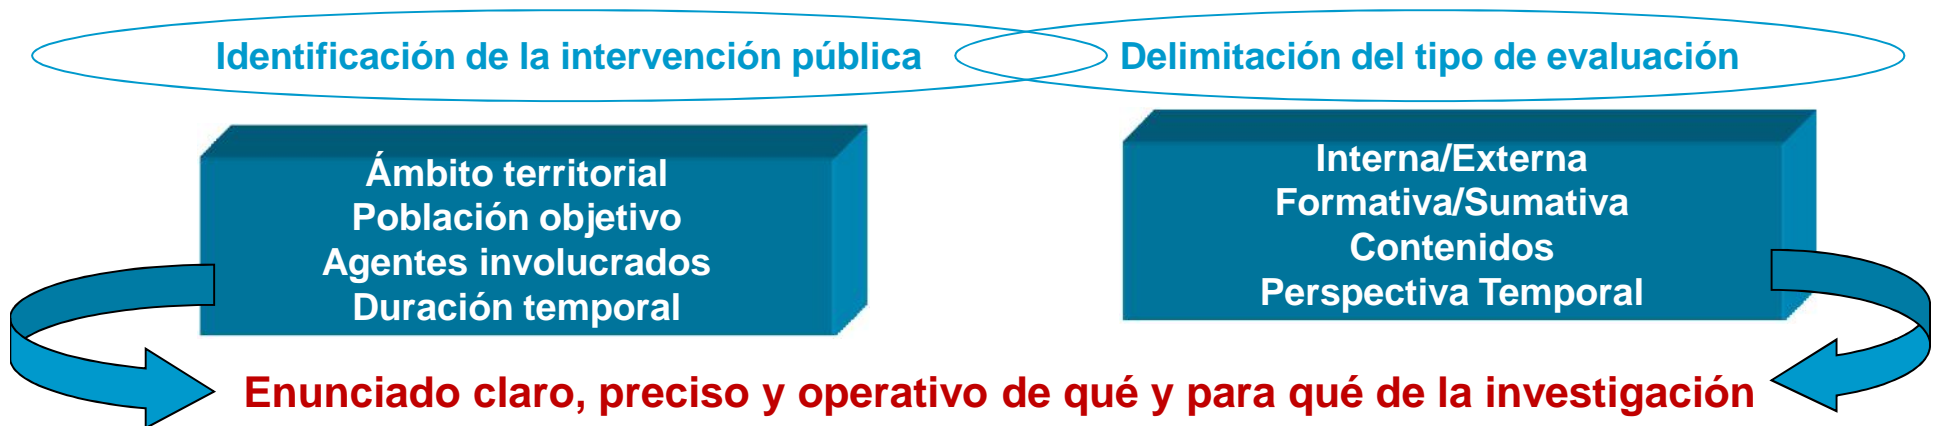 Identificación de la intervención pública
Delimitación del tipo de evaluación
Ámbito territorial
Población objetivo
Agentes involucrados
Duración temporal
Interna/Externa
Formativa/Sumativa
Contenidos
Perspectiva Temporal
Enunciado claro, preciso y operativo de qué y para qué de la investigación